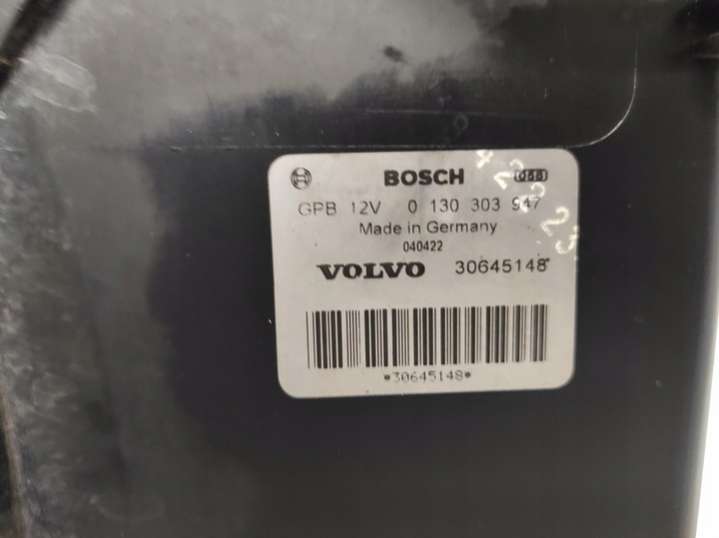 BOSCH
GPB 12V 0 130 303 947
Made in Germany
040422
VOLVO 30645148
*30645148*